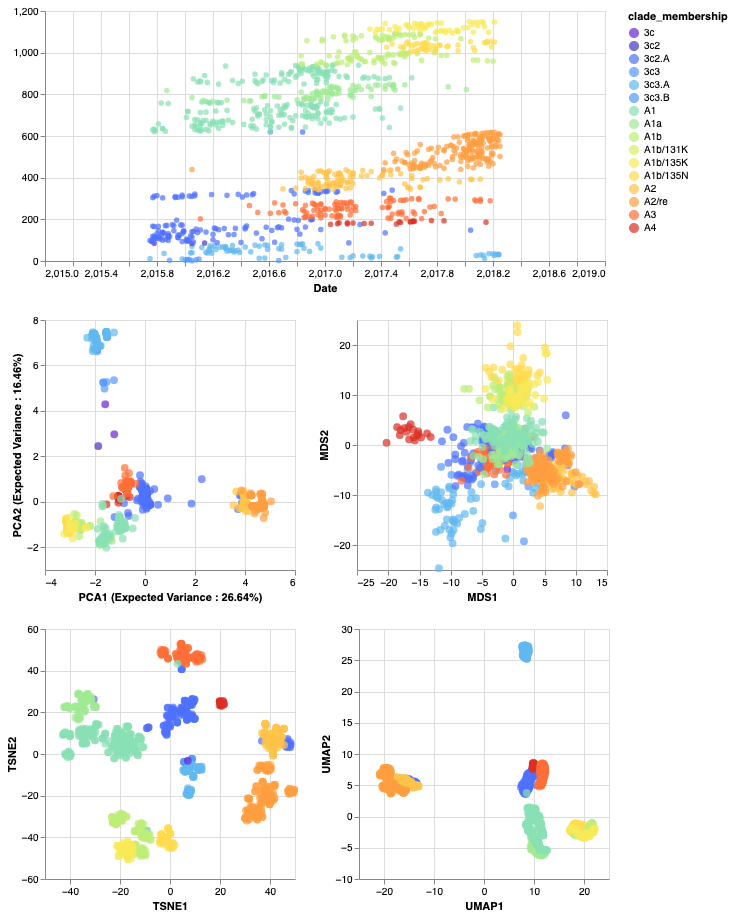 1,200
1,000
800
600
400
200
0
2,015.0 2,015.4 2,015.8 2,016.2 2,016.6 2,017.0 2,017.4 2,017.8 2,018.2 2,018.6 2,019.0
Date
clade_membership
3c
3c2
3c2.A
3c3
3c3.A
3c3.B
A1
A1a
A1b
A1b/131K
A1b/135K
A1b/135N
A2
A2/re
A3
A4
PCA2 (Expected Variance : 16.46%)
8
6
4
2
0
−2
−4 −2 0 2 4 6
PCA1 (Expected Variance : 26.64%)
MDS2
20
10
0
−10
−20
−25 −20 −15 −10 −5 0 5 10 15
MDS1
TSNE2
60
40
20
0
−20
−40
−60
−40 −20 0 20 40
TSNE1
UMAP2
30
25
20
15
10
5
0
−5
−10
−20 −10 0 10 20
UMAP1